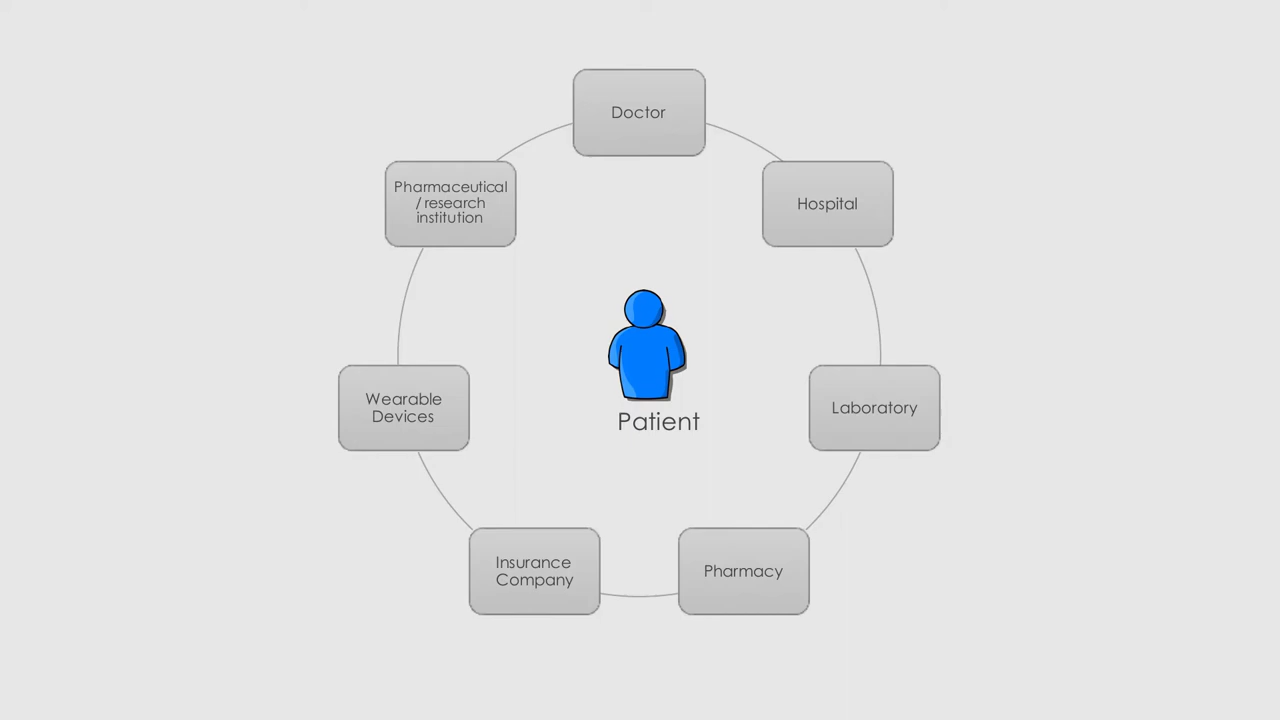 Doctor
Pharmaceutical
/ research
institution
Hospital
Patient
Wearable
Devices
Laboratory
Insurance
Company
Pharmacy